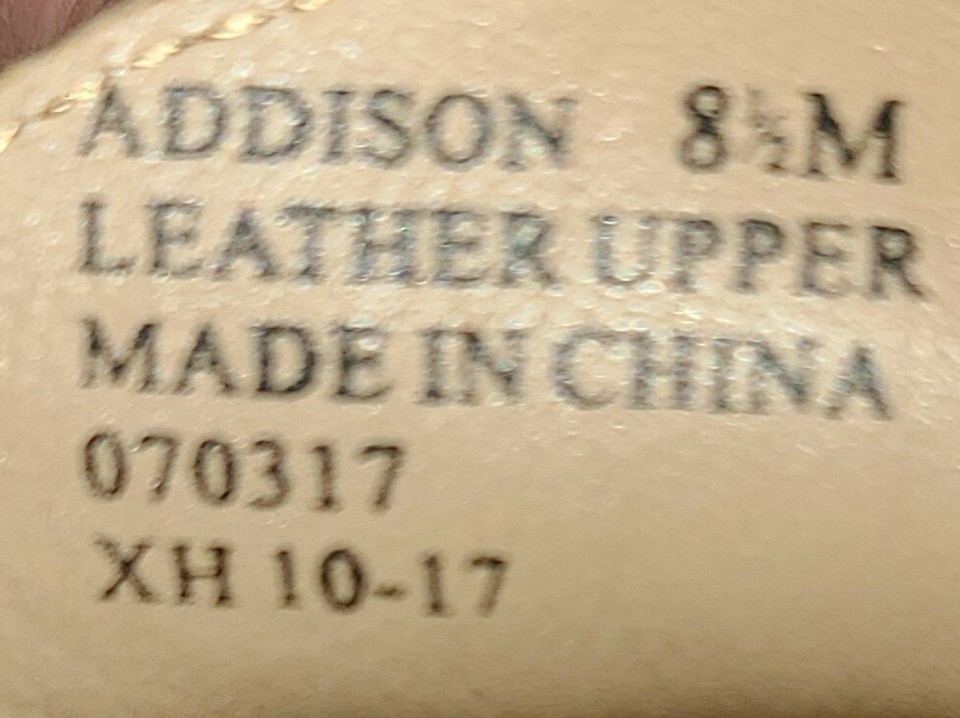 ADDISON 8½M
LEATHER UPPER
MADE IN CHINA
070317
XH 10-17